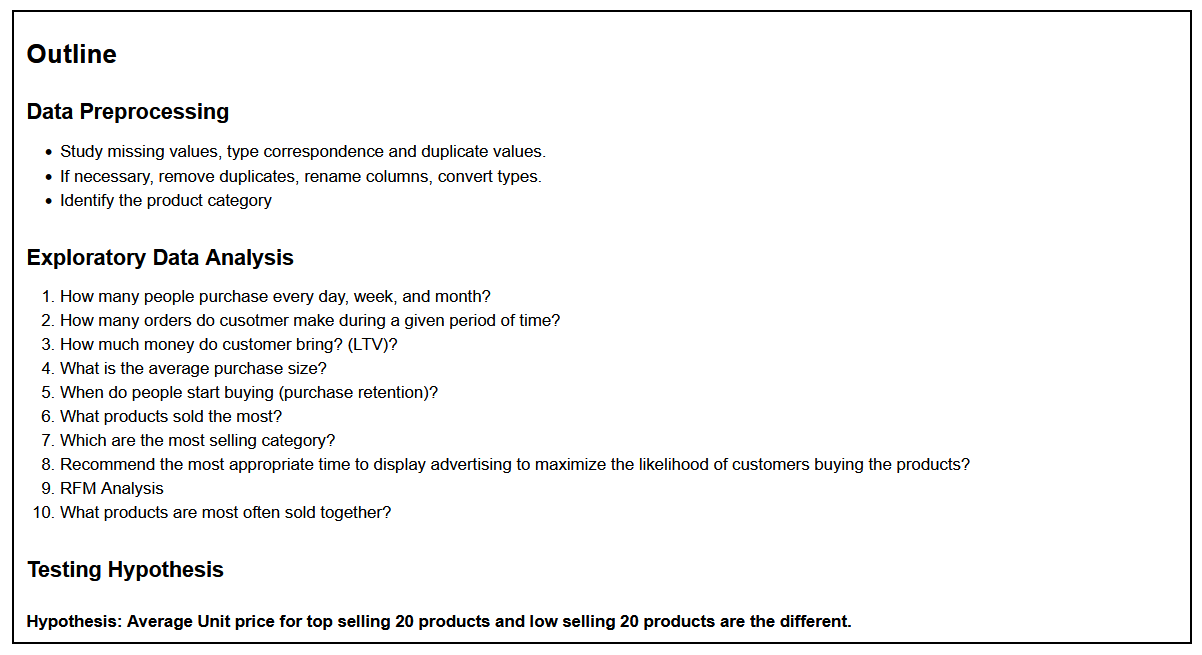 Outline
Data Preprocessing
• Study missing values, type correspondence and duplicate values.
• If necessary, remove duplicates, rename columns, convert types.
• Identify the product category
Exploratory Data Analysis
1. How many people purchase every day, week, and month?
2. How many orders do cusotmer make during a given period of time?
3. How much money do customer bring? (LTV)?
4. What is the average purchase size?
5. When do people start buying (purchase retention)?
6. What products sold the most?
7. Which are the most selling category?
8. Recommend the most appropriate time to display advertising to maximize the likelihood of customers buying the products?
9. RFM Analysis
10. What products are most often sold together?
Testing Hypothesis
Hypothesis: Average Unit price for top selling 20 products and low selling 20 products are the different.